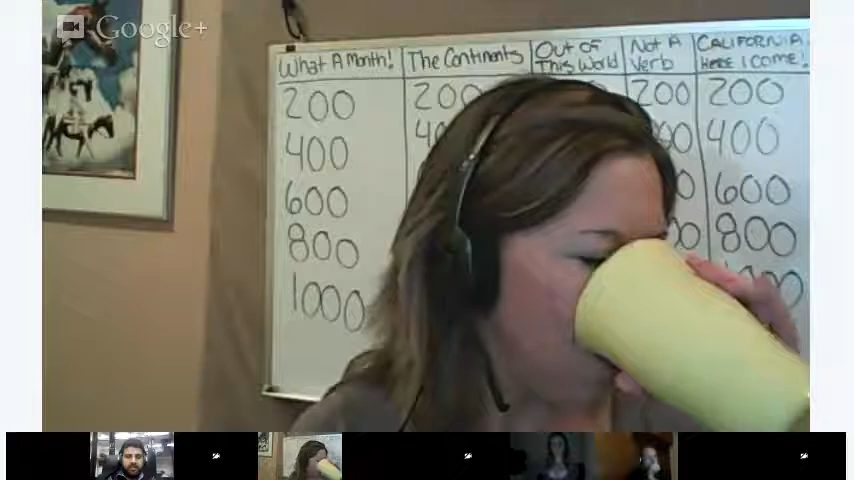 Google+
What A Month! The Continents Out of This World Not A Verb CALIFORNIA HERE I COME!
200 200 200 200
400 400
600 600
800 800
1000